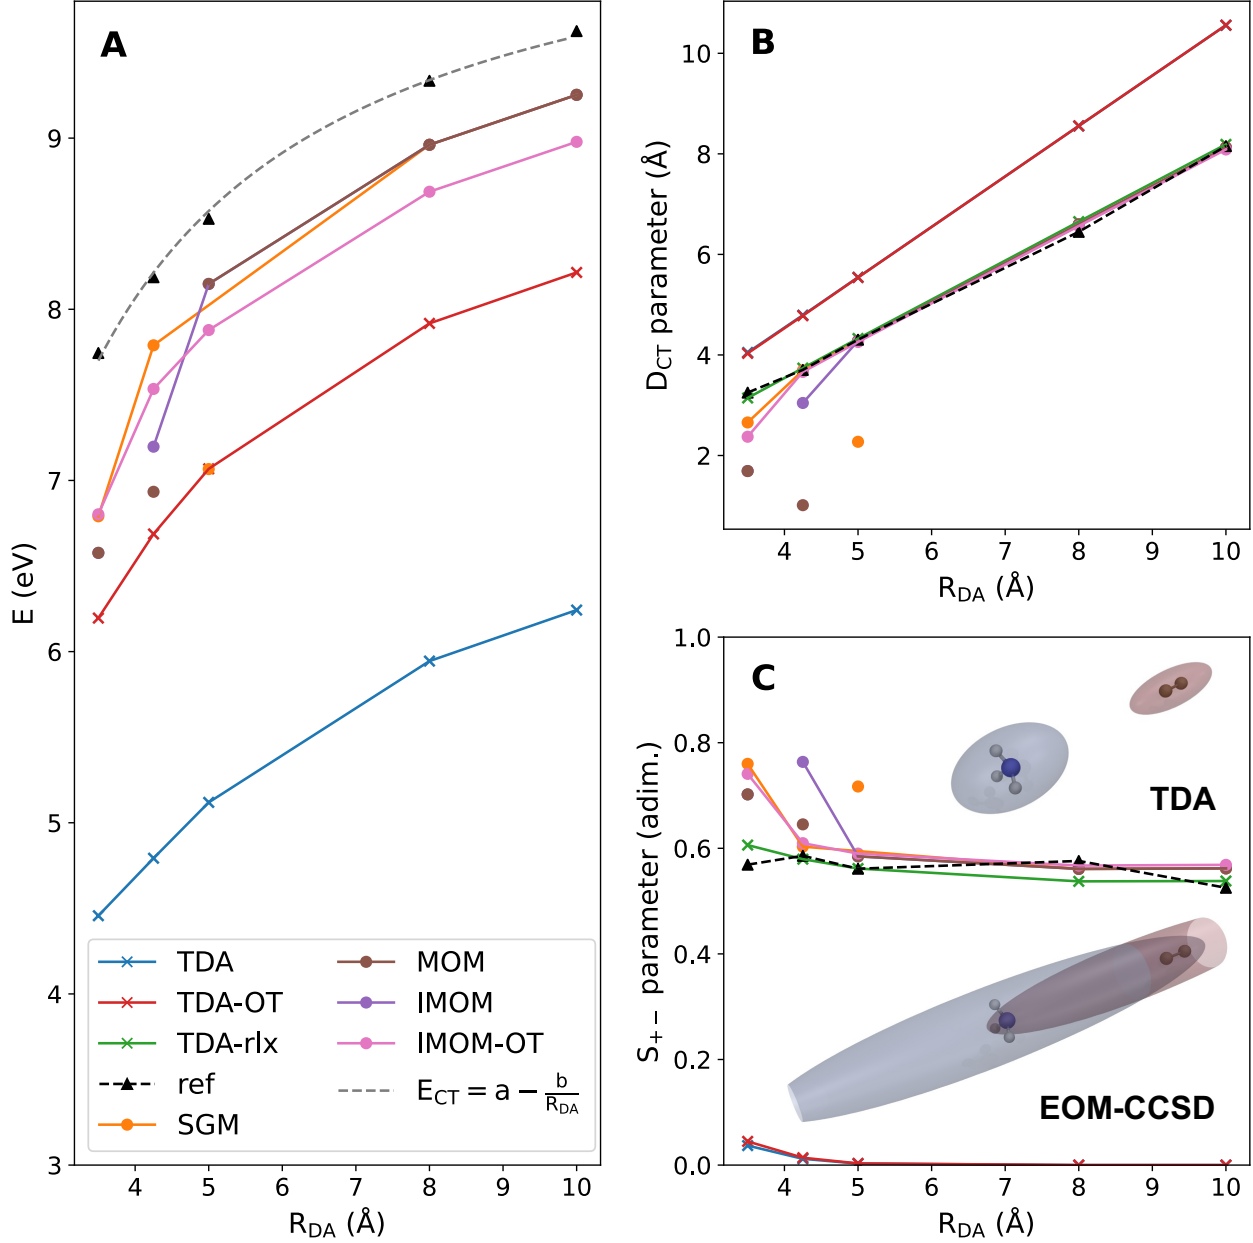 A
E (eV)
9
8
7
6
5
4
3
TDA
TDA-OT
TDA-rlx
ref
SGM
MOM
IMOM
IMOM-OT
E_CT = a − b/R_DA
4 5 6 7 8 9 10
R_DA (Å)
B
D_CT parameter (Å)
10
8
6
4
2
4 5 6 7 8 9 10
R_DA (Å)
C
S_+− parameter (adim.)
1.0
0.8
0.6
0.4
0.2
0.0
TDA
EOM-CCSD
4 5 6 7 8 9 10
R_DA (Å)